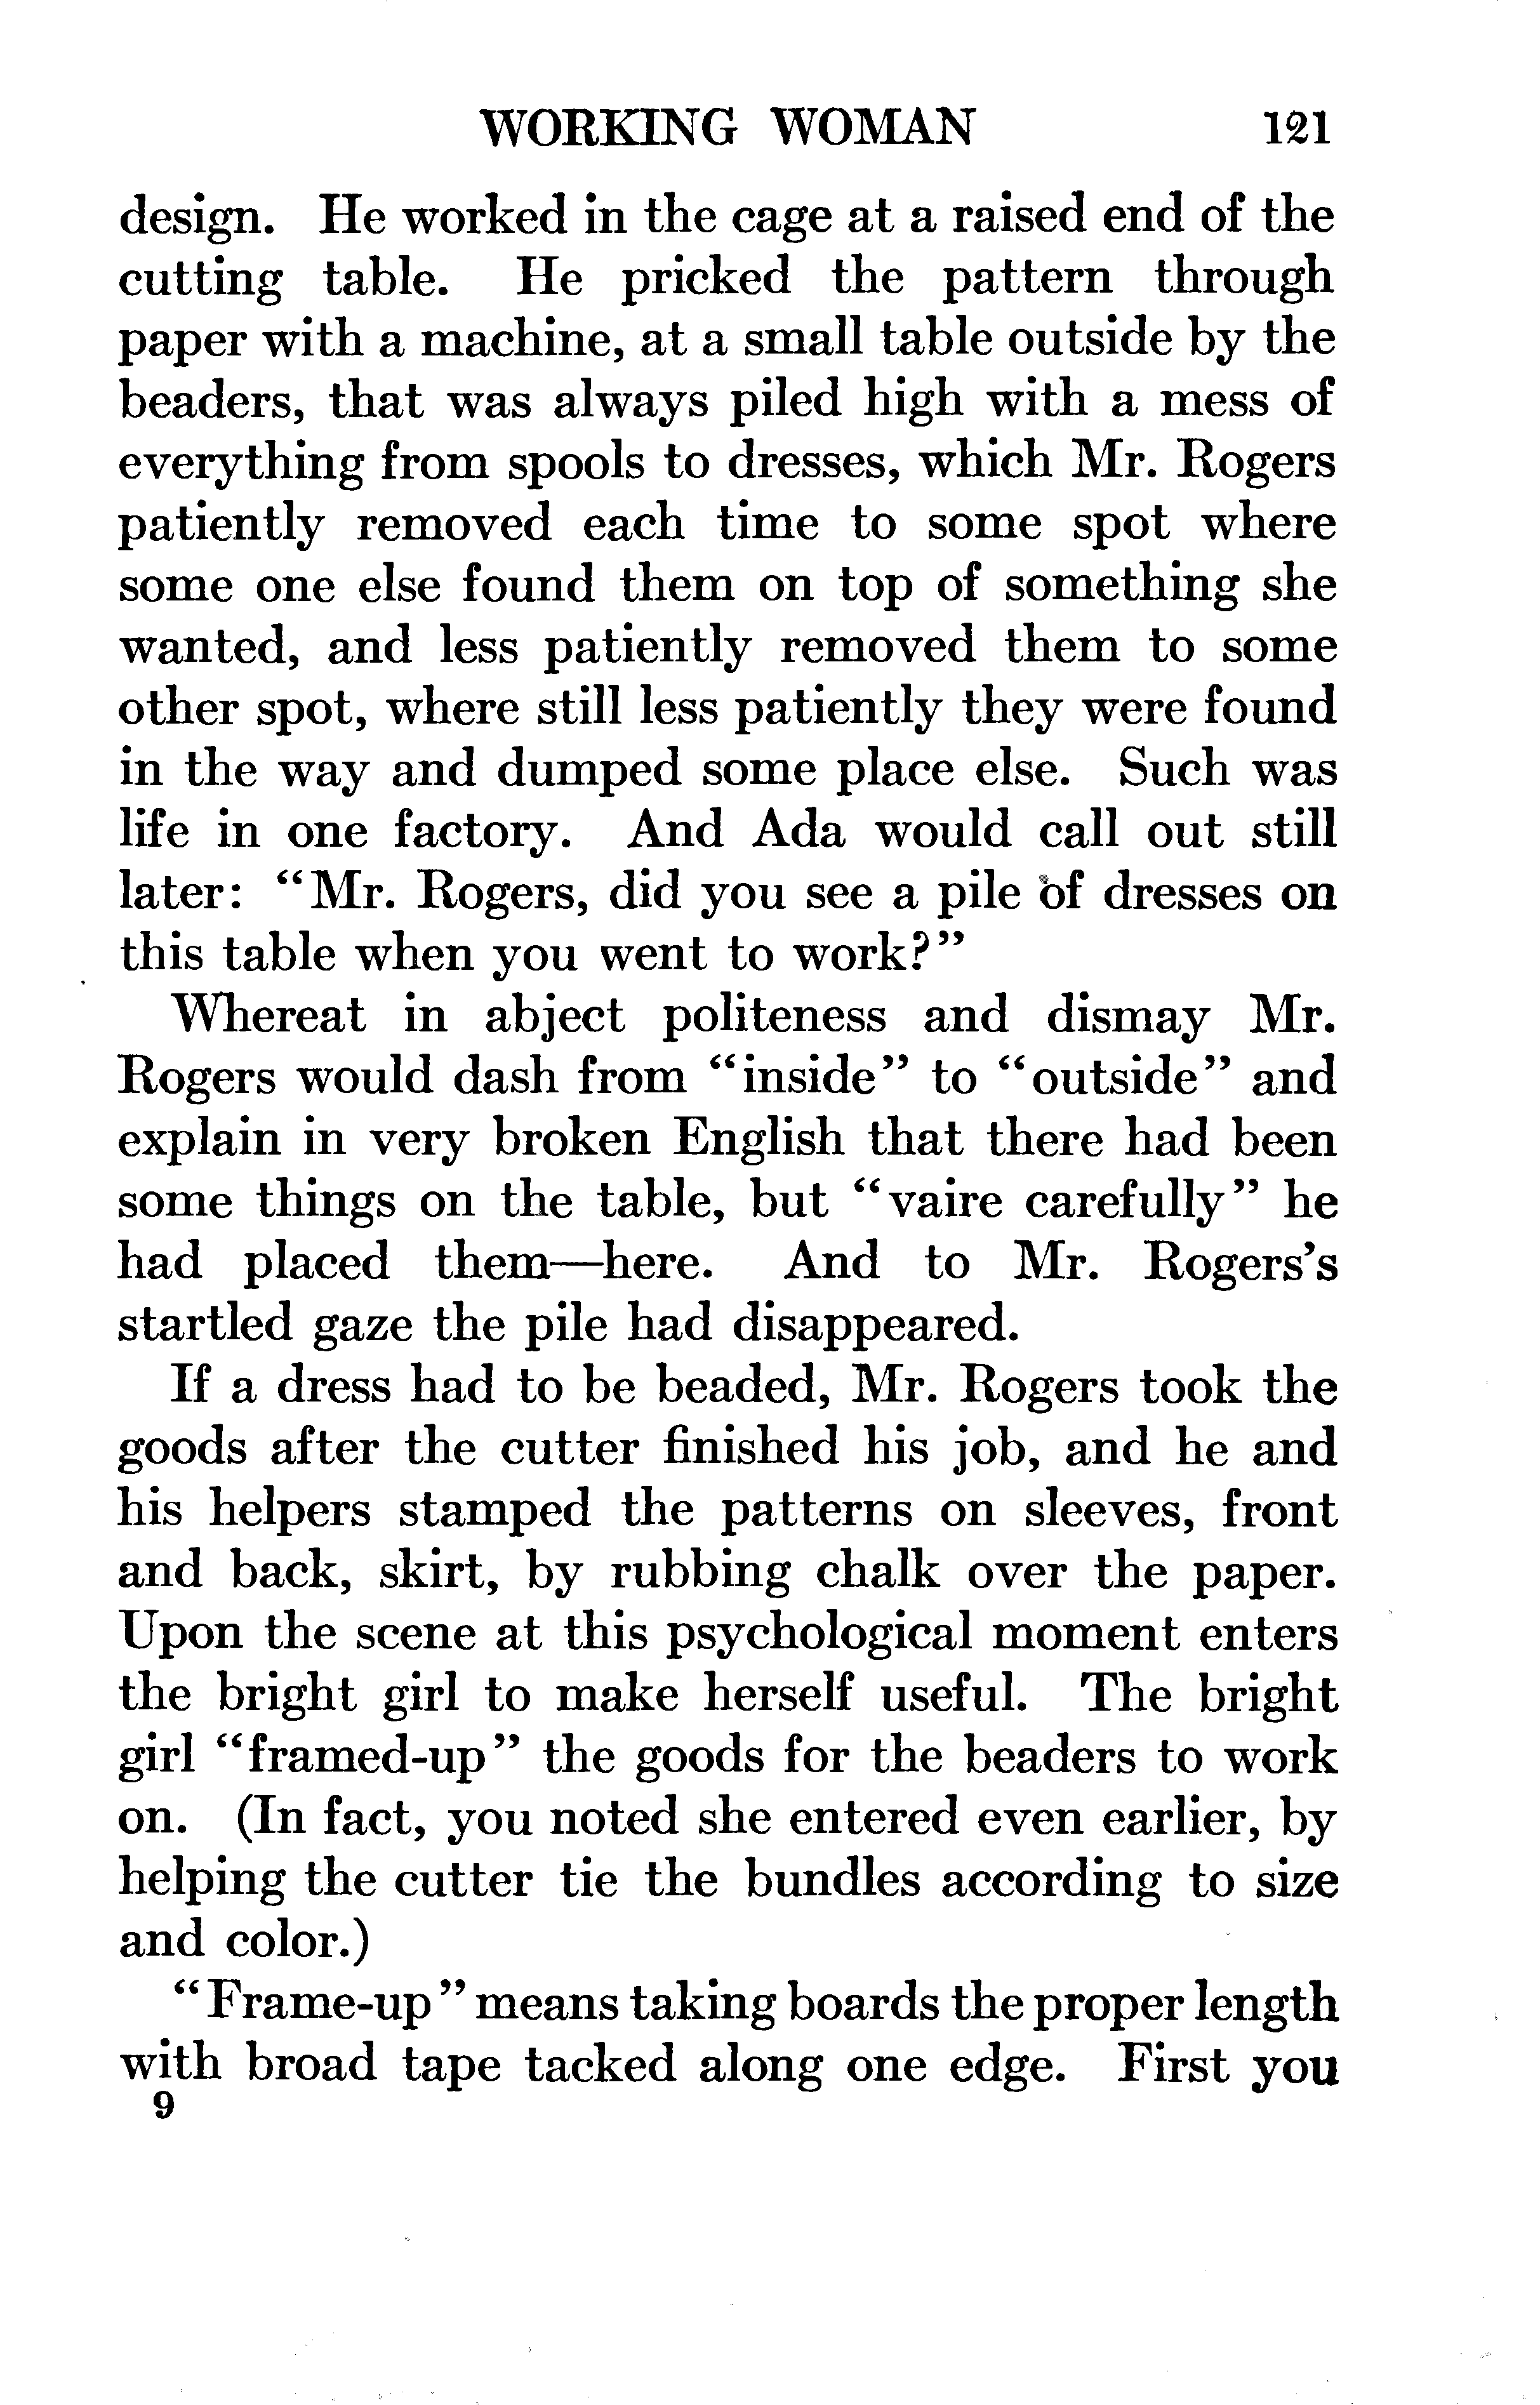 WORKING WOMAN 121
design. He worked in the cage at a raised end of the
cutting table. He pricked the pattern through
paper with a machine, at a small table outside by the
beaders, that was always piled high with a mess of
everything from spools to dresses, which Mr. Rogers
patiently removed each time to some spot where
some one else found them on top of something she
wanted, and less patiently removed them to some
other spot, where still less patiently they were found
in the way and dumped some place else. Such was
life in one factory. And Ada would call out still
later: “Mr. Rogers, did you see a pile of dresses on
this table when you went to work?”
Whereat in abject politeness and dismay Mr.
Rogers would dash from “inside” to “outside” and
explain in very broken English that there had been
some things on the table, but “vaire carefully” he
had placed them—here. And to Mr. Rogers’s
startled gaze the pile had disappeared.
If a dress had to be beaded, Mr. Rogers took the
goods after the cutter finished his job, and he and
his helpers stamped the patterns on sleeves, front
and back, skirt, by rubbing chalk over the paper.
Upon the scene at this psychological moment enters
the bright girl to make herself useful. The bright
girl “framed-up” the goods for the beaders to work
on. (In fact, you noted she entered even earlier, by
helping the cutter tie the bundles according to size
and color.)
“Frame-up” means taking boards the proper length
with broad tape tacked along one edge. First you
9